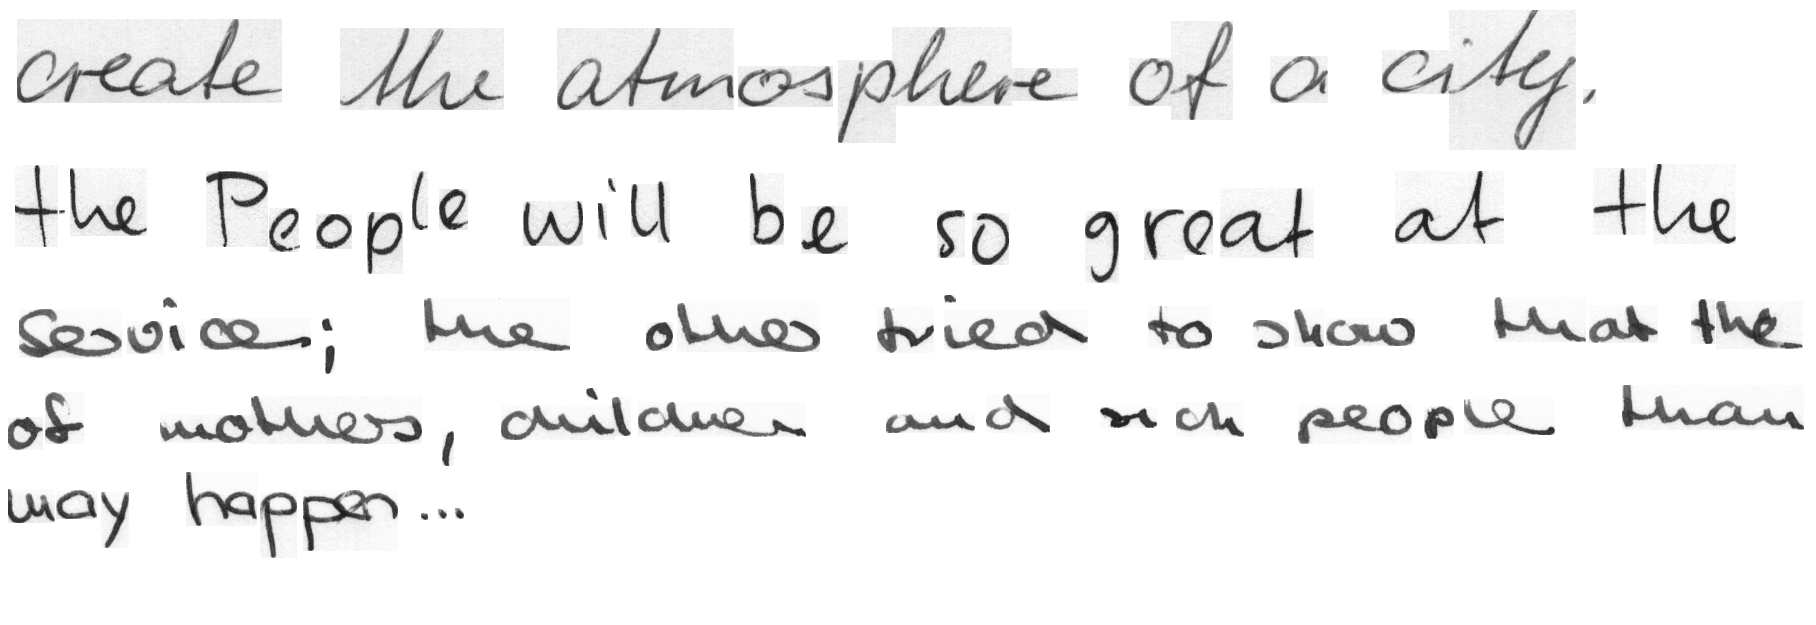 create the atmosphere of a city.
the People will be so great at the
service; the other tried to show that the
of mothers, children and rich people than
may happen...